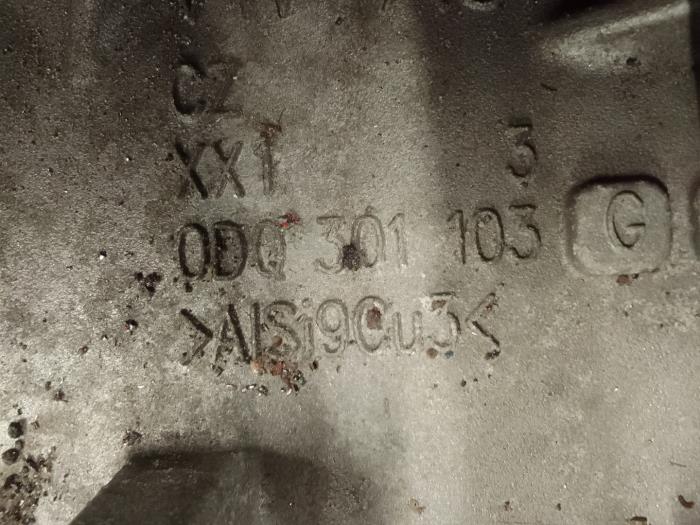 CZ
XX1 3
0DQ 301 103 G
>AlSi9Cu3<